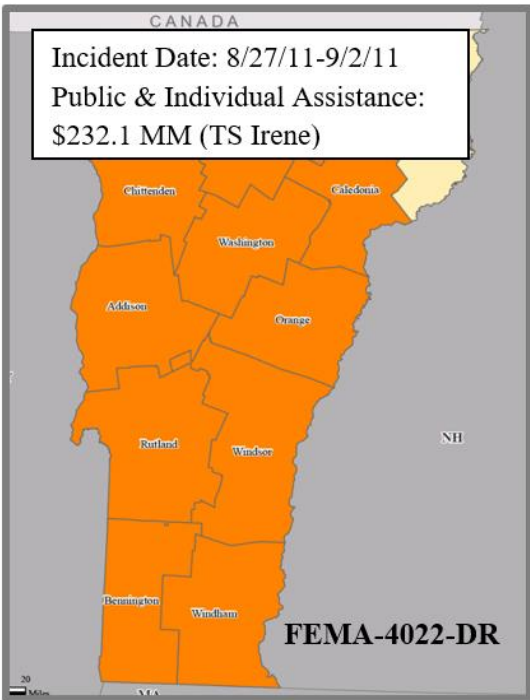 CANADA
Incident Date: 8/27/11-9/2/11
Public & Individual Assistance:
$232.1 MM (TS Irene)
Chittenden
Caledonia
Washington
Addison
Orange
Rutland
Windsor
NH
Bennington
Windham
FEMA-4022-DR
20
Miles
MA